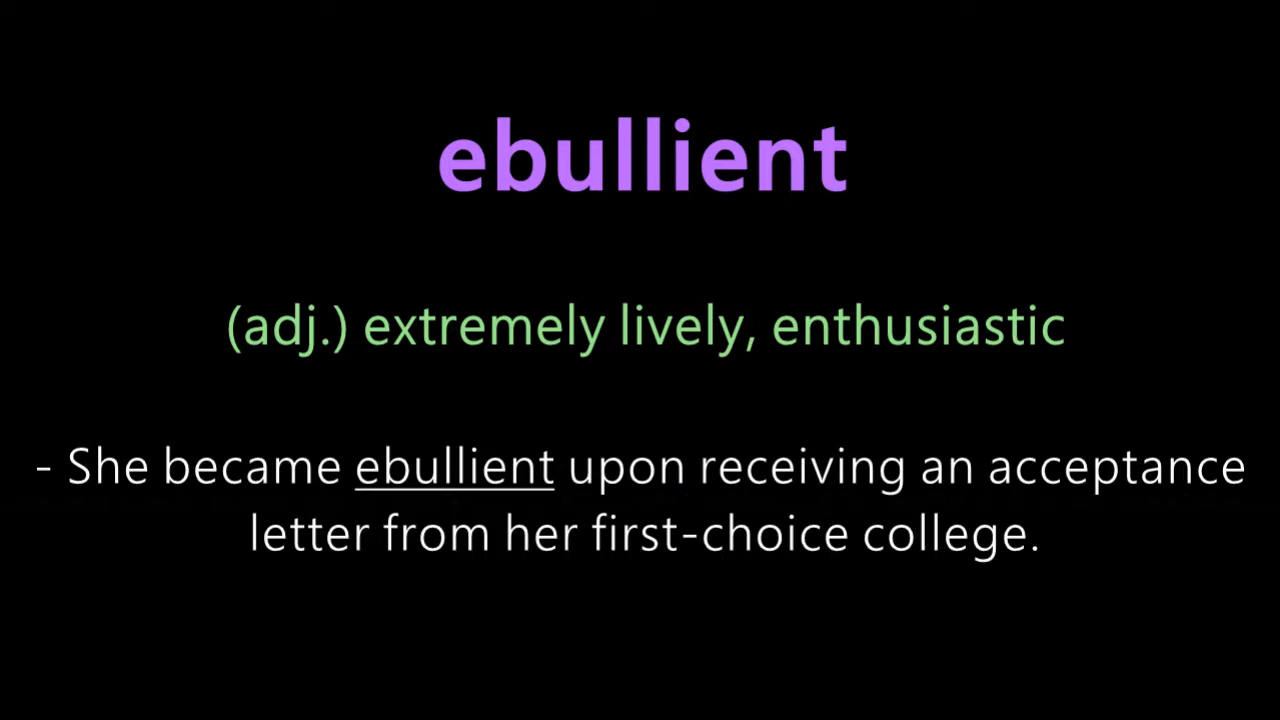 ebullient
(adj.) extremely lively, enthusiastic
- She became ebullient upon receiving an acceptance
letter from her first-choice college.